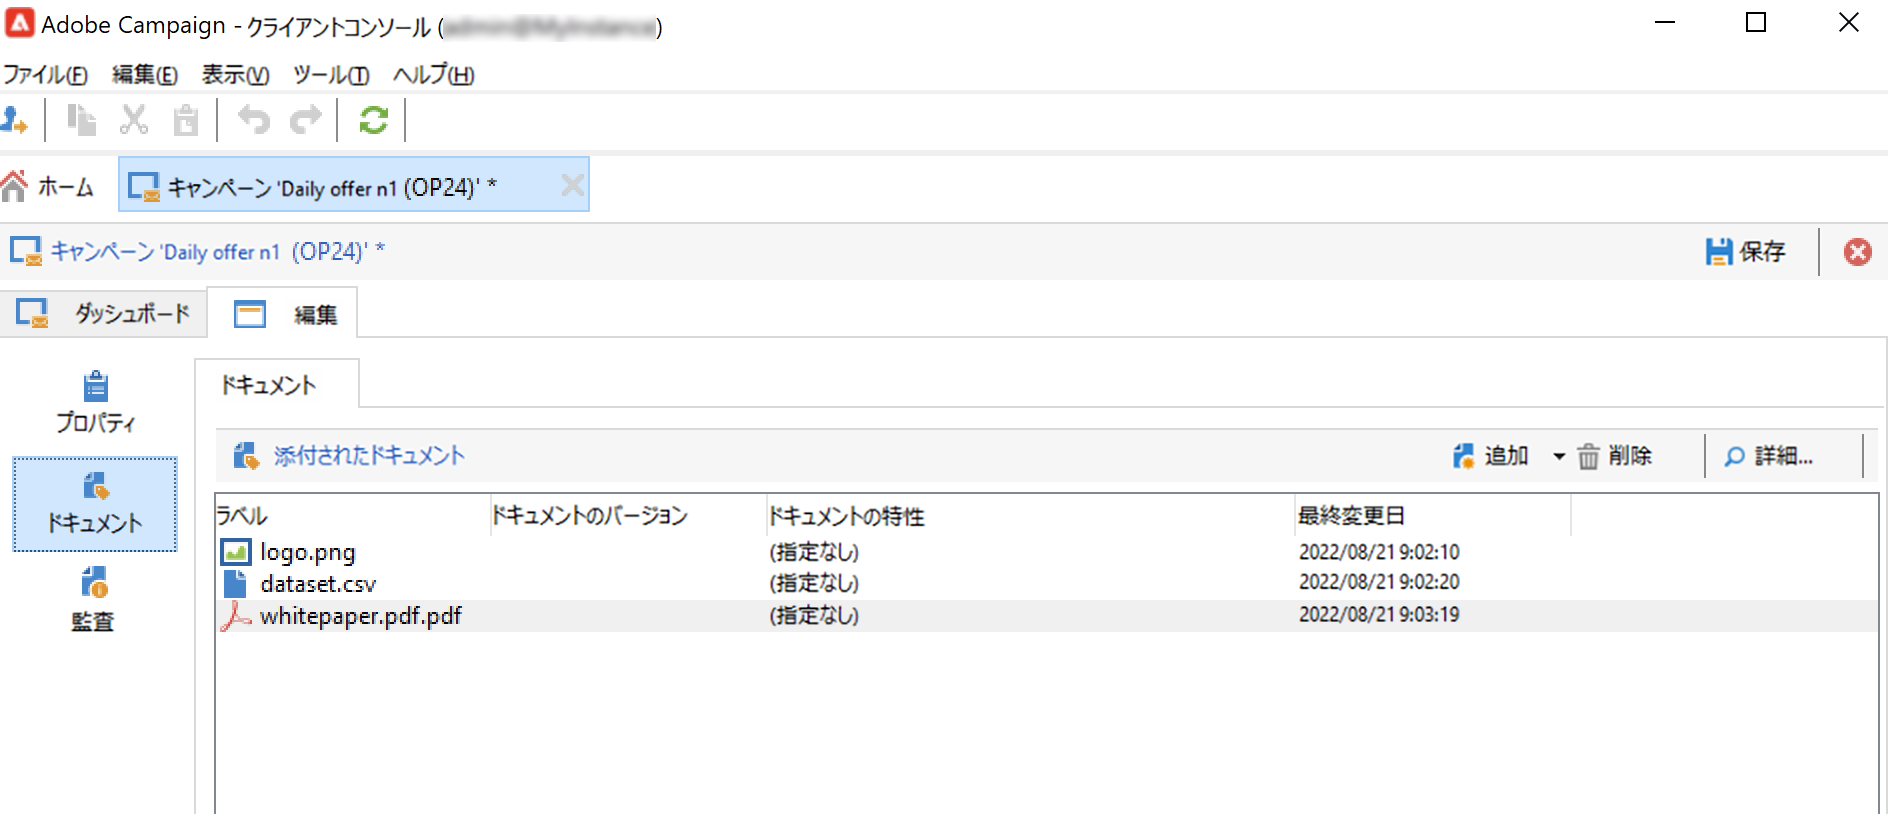 Adobe Campaign - クライアントコンソール ( )
ファイル(F) 編集(E) 表示(V) ツール(T) ヘルプ(H)
ホーム キャンペーン 'Daily offer n1 (OP24)' *
キャンペーン 'Daily offer n1 (OP24)' * 保存
ダッシュボード 編集
プロパティ
ドキュメント
監査
ドキュメント
添付されたドキュメント 追加 削除 詳細...
ラベル ドキュメントのバージョン ドキュメントの特性 最終変更日
logo.png (指定なし) 2022/08/21 9:02:10
dataset.csv (指定なし) 2022/08/21 9:02:20
whitepaper.pdf.pdf (指定なし) 2022/08/21 9:03:19